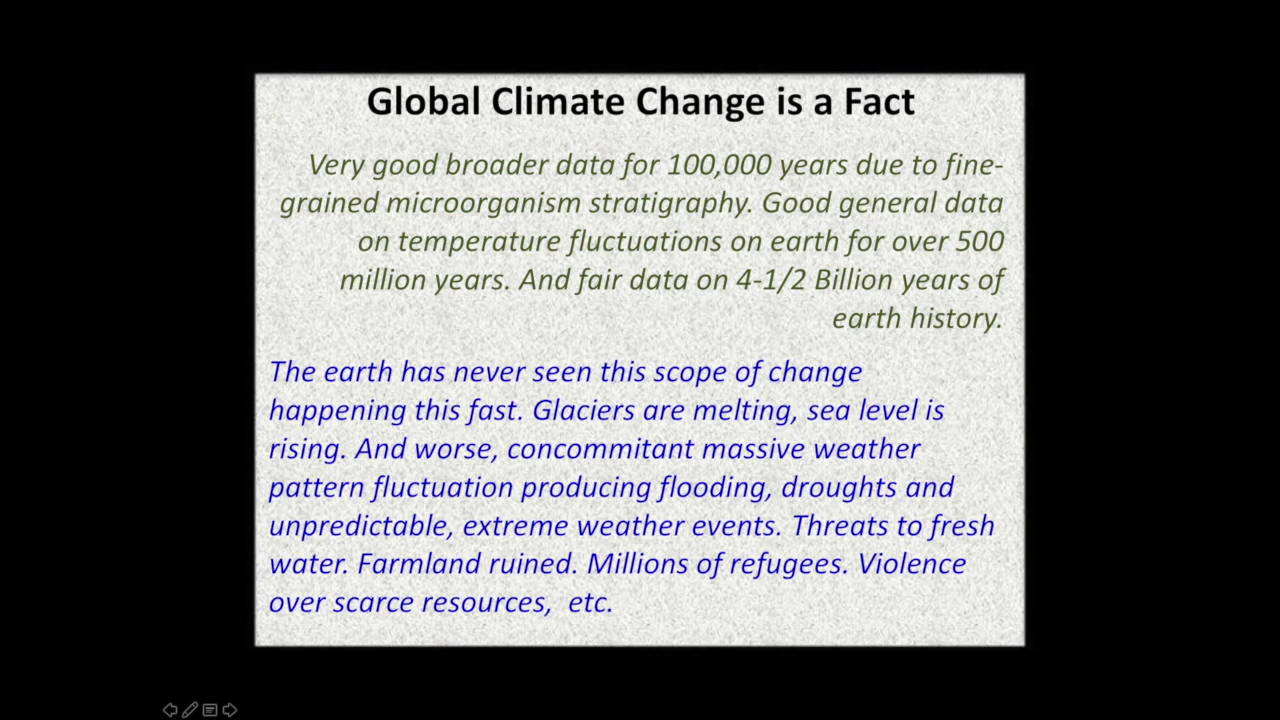 Global Climate Change is a Fact
Very good broader data for 100,000 years due to fine-
grained microorganism stratigraphy. Good general data
on temperature fluctuations on earth for over 500
million years. And fair data on 4-1/2 Billion years of
earth history.
The earth has never seen this scope of change
happening this fast. Glaciers are melting, sea level is
rising. And worse, concommitant massive weather
pattern fluctuation producing flooding, droughts and
unpredictable, extreme weather events. Threats to fresh
water. Farmland ruined. Millions of refugees. Violence
over scarce resources,  etc.